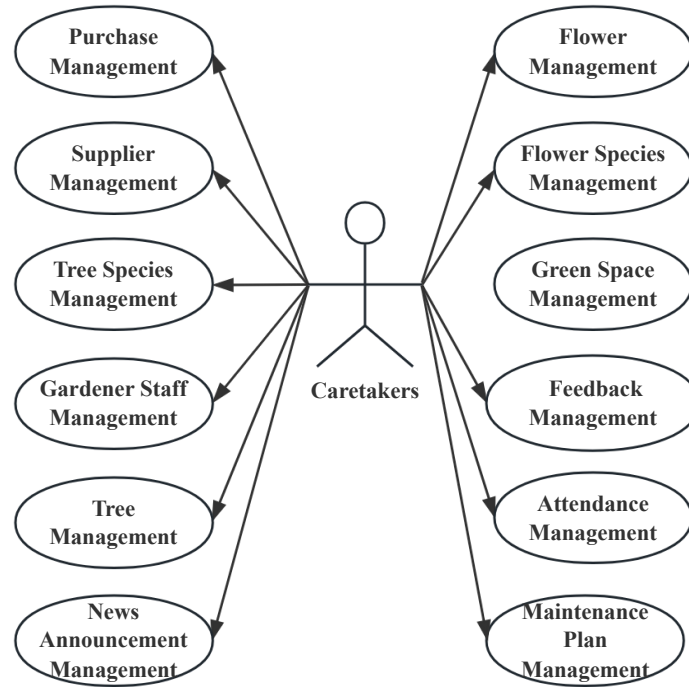 Purchase
Management
Supplier
Management
Tree Species
Management
Gardener Staff
Management
Tree
Management
News
Announcement
Management
Caretakers
Flower
Management
Flower Species
Management
Green Space
Management
Feedback
Management
Attendance
Management
Maintenance
Plan
Management